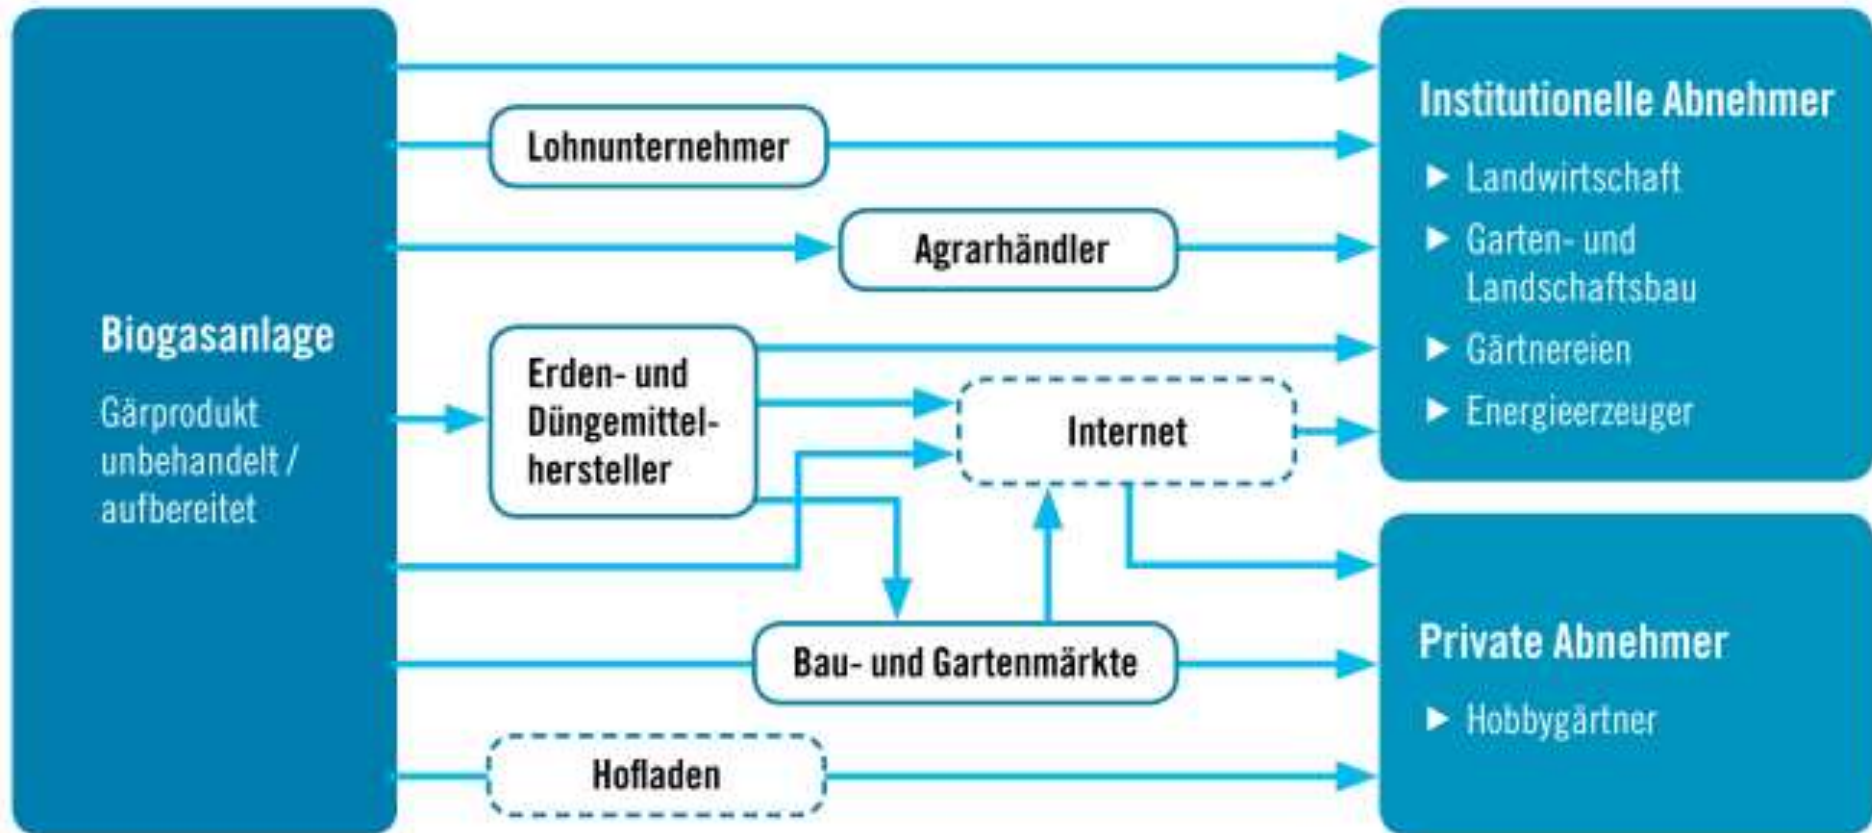 Biogasanlage
Gärprodukt
unbehandelt /
aufbereitet
Lohnunternehmer
Agrarhändler
Erden- und
Düngemittel-
hersteller
Internet
Bau- und Gartenmärkte
Hofladen
Institutionelle Abnehmer
▶ Landwirtschaft
▶ Garten- und
Landschaftsbau
▶ Gärtnereien
▶ Energieerzeuger
Private Abnehmer
▶ Hobbygärtner